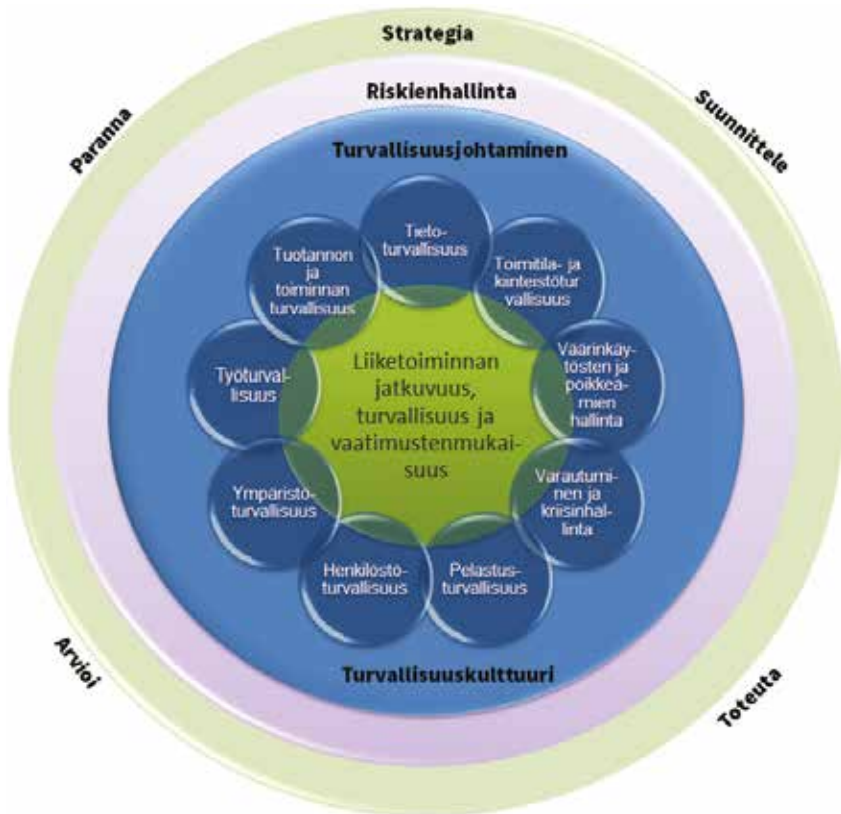 Strategia
Riskienhallinta
Paranna
Suunnittele
Turvallisuusjohtaminen
Tieto-
turvallisuus
Tuotannon
ja
toiminnan
turvallisuus
Toimitila- ja
kiinteistötur
vallisuus
Työturval-
lisuus
Liiketoiminnan
jatkuvuus,
turvallisuus ja
vaatimustenmukai-
suus
Väärinkäy-
tösten ja
poikkea-
mien
hallinta
Ympäristö-
turvallisuus
Varautumi-
nen ja
kriisinhal-
linta
Henkilöstö-
turvallisuus
Pelastus-
turvallisuus
Turvallisuuskulttuuri
Arvioi
Toteuta